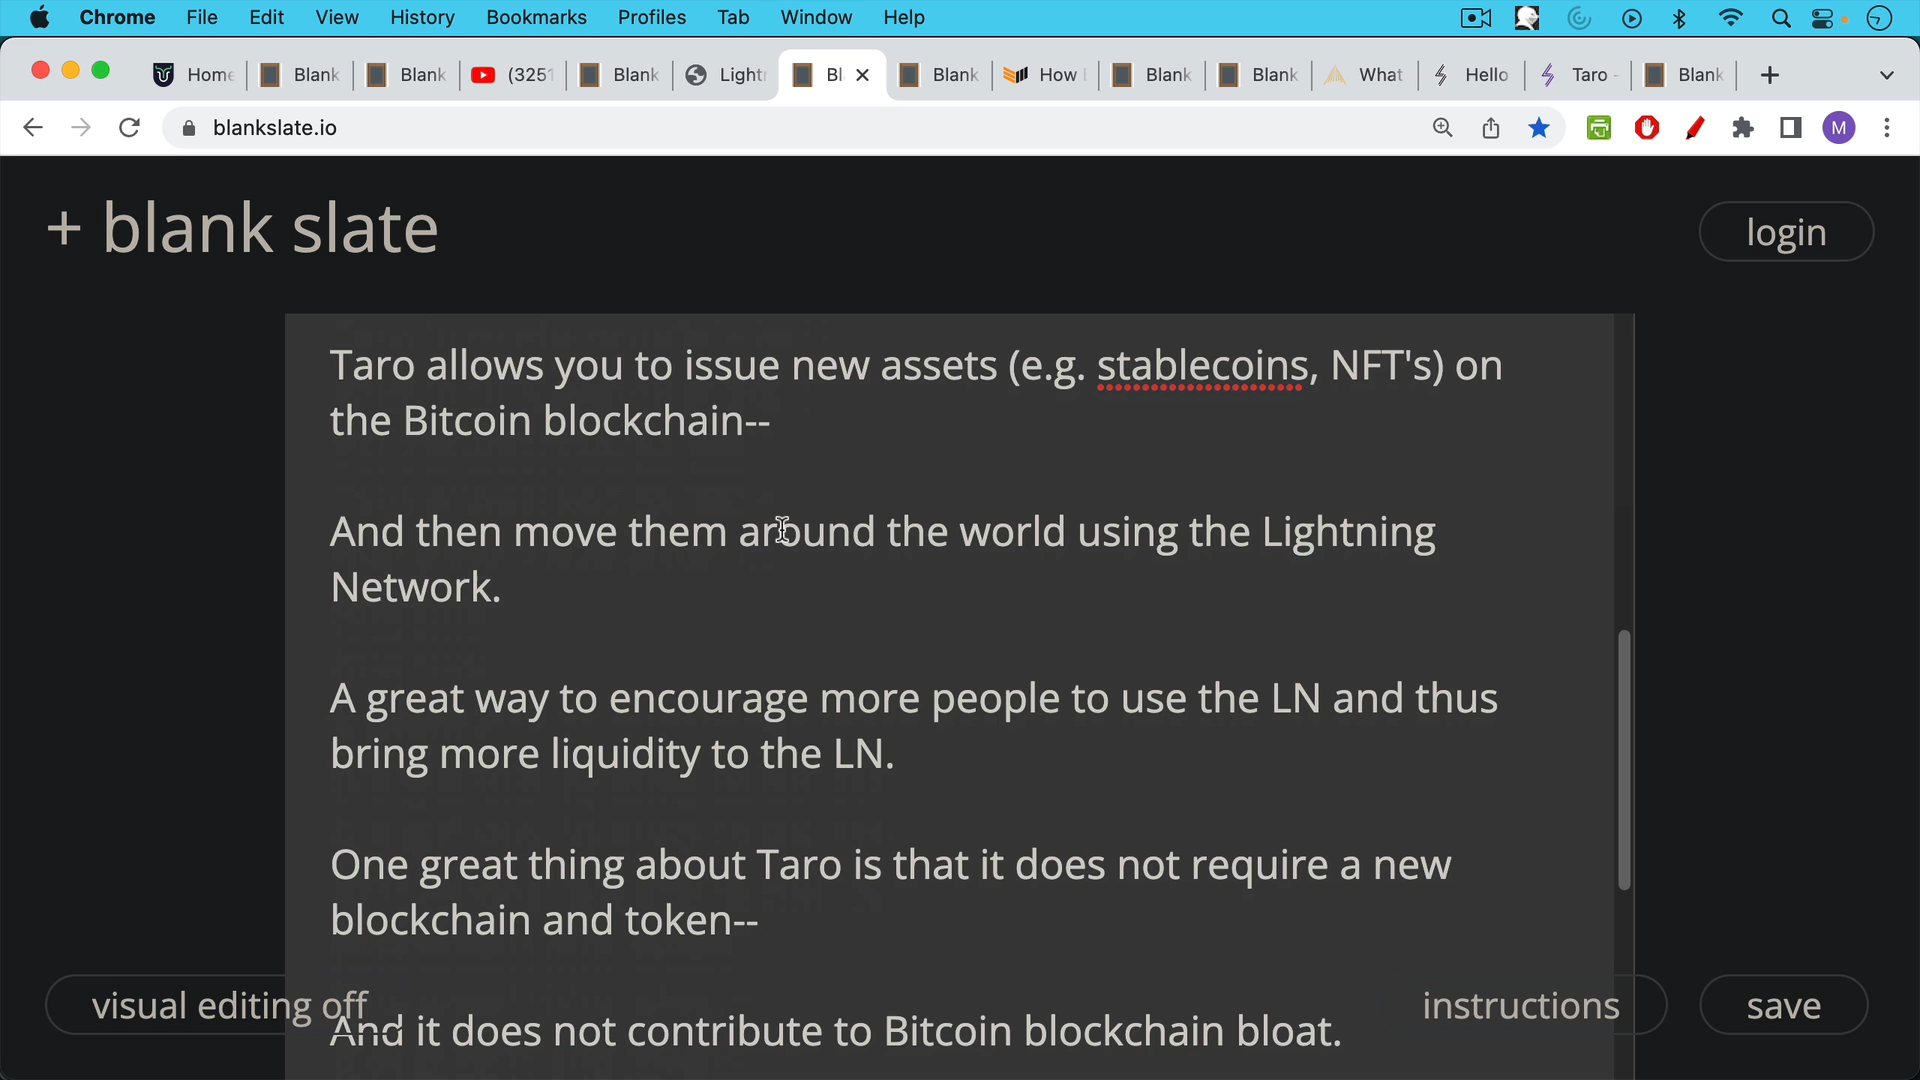 Chrome File Edit View History Bookmarks Profiles Tab Window Help
Home Blank Blank (3251 Blank Lightn Bl Blank How Blank Blank What Hello Taro - Blank
blankslate.io
M
+ blank slate
login
Taro allows you to issue new assets (e.g. stablecoins, NFT's) on
the Bitcoin blockchain--
And then move them around the world using the Lightning
Network.
A great way to encourage more people to use the LN and thus
bring more liquidity to the LN.
One great thing about Taro is that it does not require a new
blockchain and token--
visual editing off
instructions
save
And it does not contribute to Bitcoin blockchain bloat.